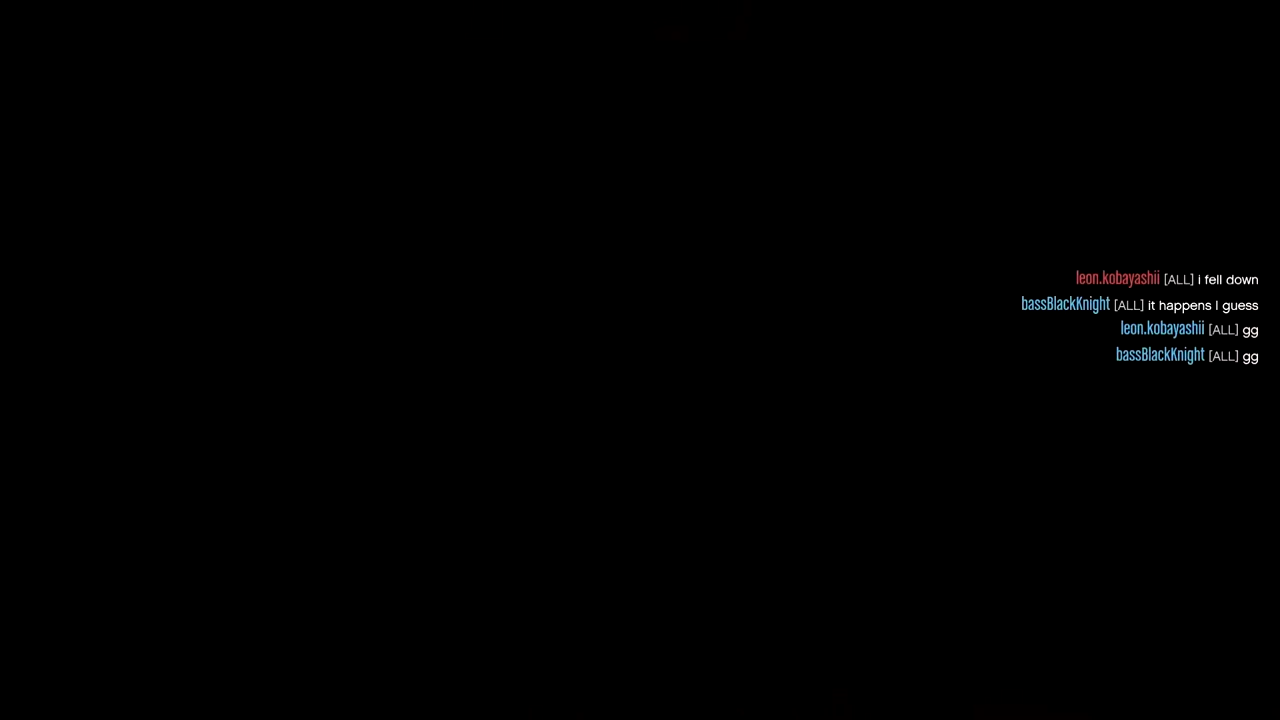 leon.kobayashii [ALL] i fell down
bassBlackKnight [ALL] it happens I guess
leon.kobayashii [ALL] gg
bassBlackKnight [ALL] gg